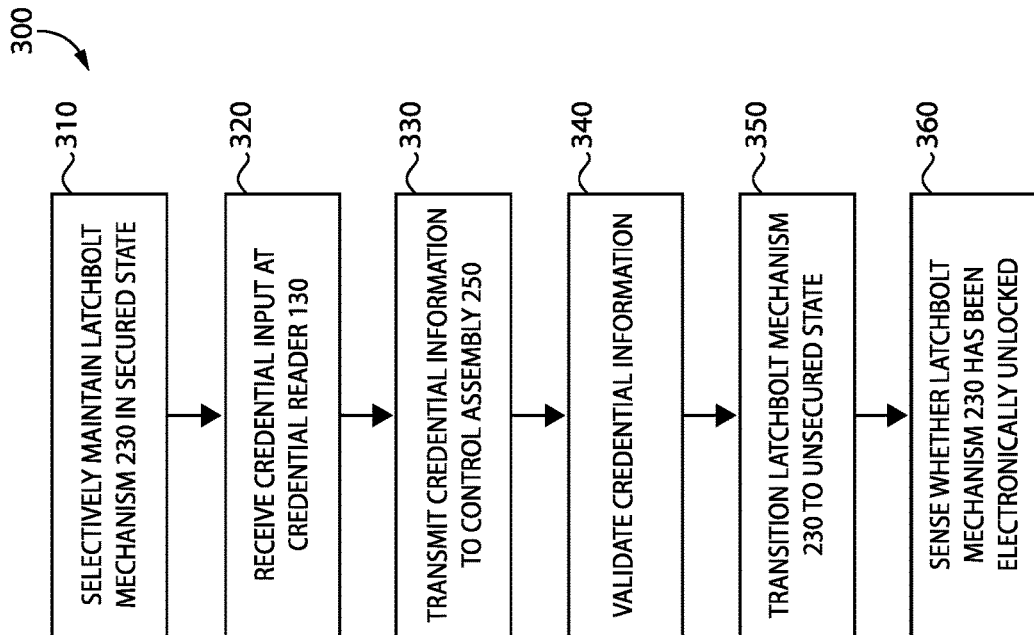 300
310
SELECTIVELY MAINTAIN LATCHBOLT
MECHANISM 230 IN SECURED STATE
320
RECEIVE CREDENTIAL INPUT AT
CREDENTIAL READER 130
330
TRANSMIT CREDENTIAL INFORMATION
TO CONTROL ASSEMBLY 250
340
VALIDATE CREDENTIAL INFORMATION
350
TRANSITION LATCHBOLT MECHANISM
230 TO UNSECURED STATE
360
SENSE WHETHER LATCHBOLT
MECHANISM 230 HAS BEEN
ELECTRONICALLY UNLOCKED